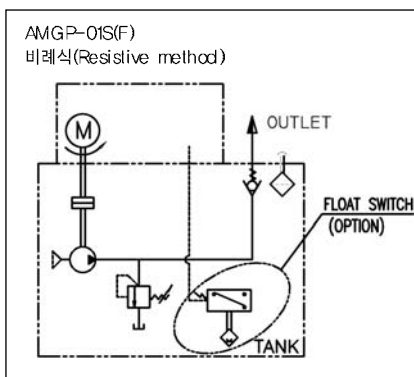 AMGP-01S(F)
비례식(Resistive method)
M
OUTLET
FLOAT SWITCH
(OPTION)
TANK